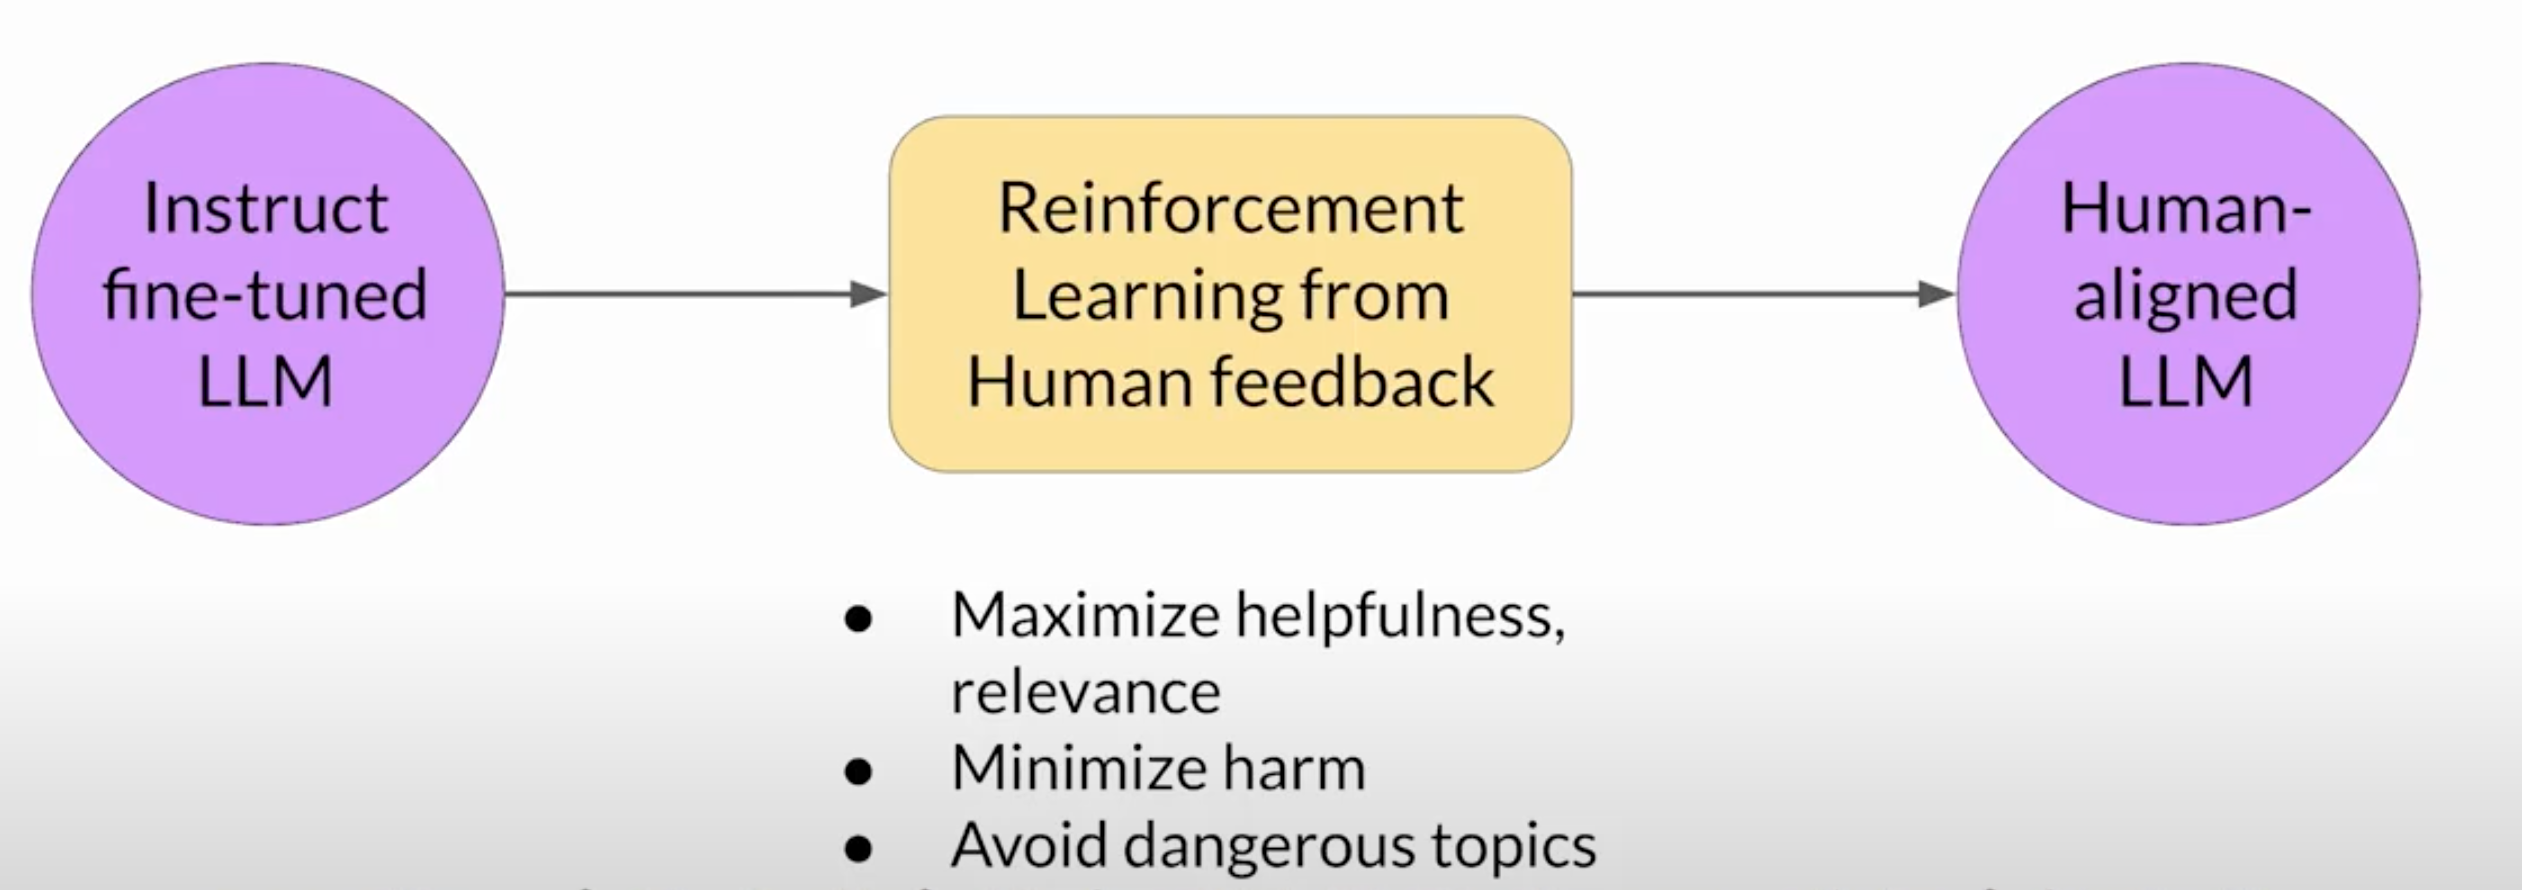 Instruct
fine-tuned
LLM
Reinforcement
Learning from
Human feedback
Human-
aligned
LLM
● Maximize helpfulness,
relevance
● Minimize harm
● Avoid dangerous topics